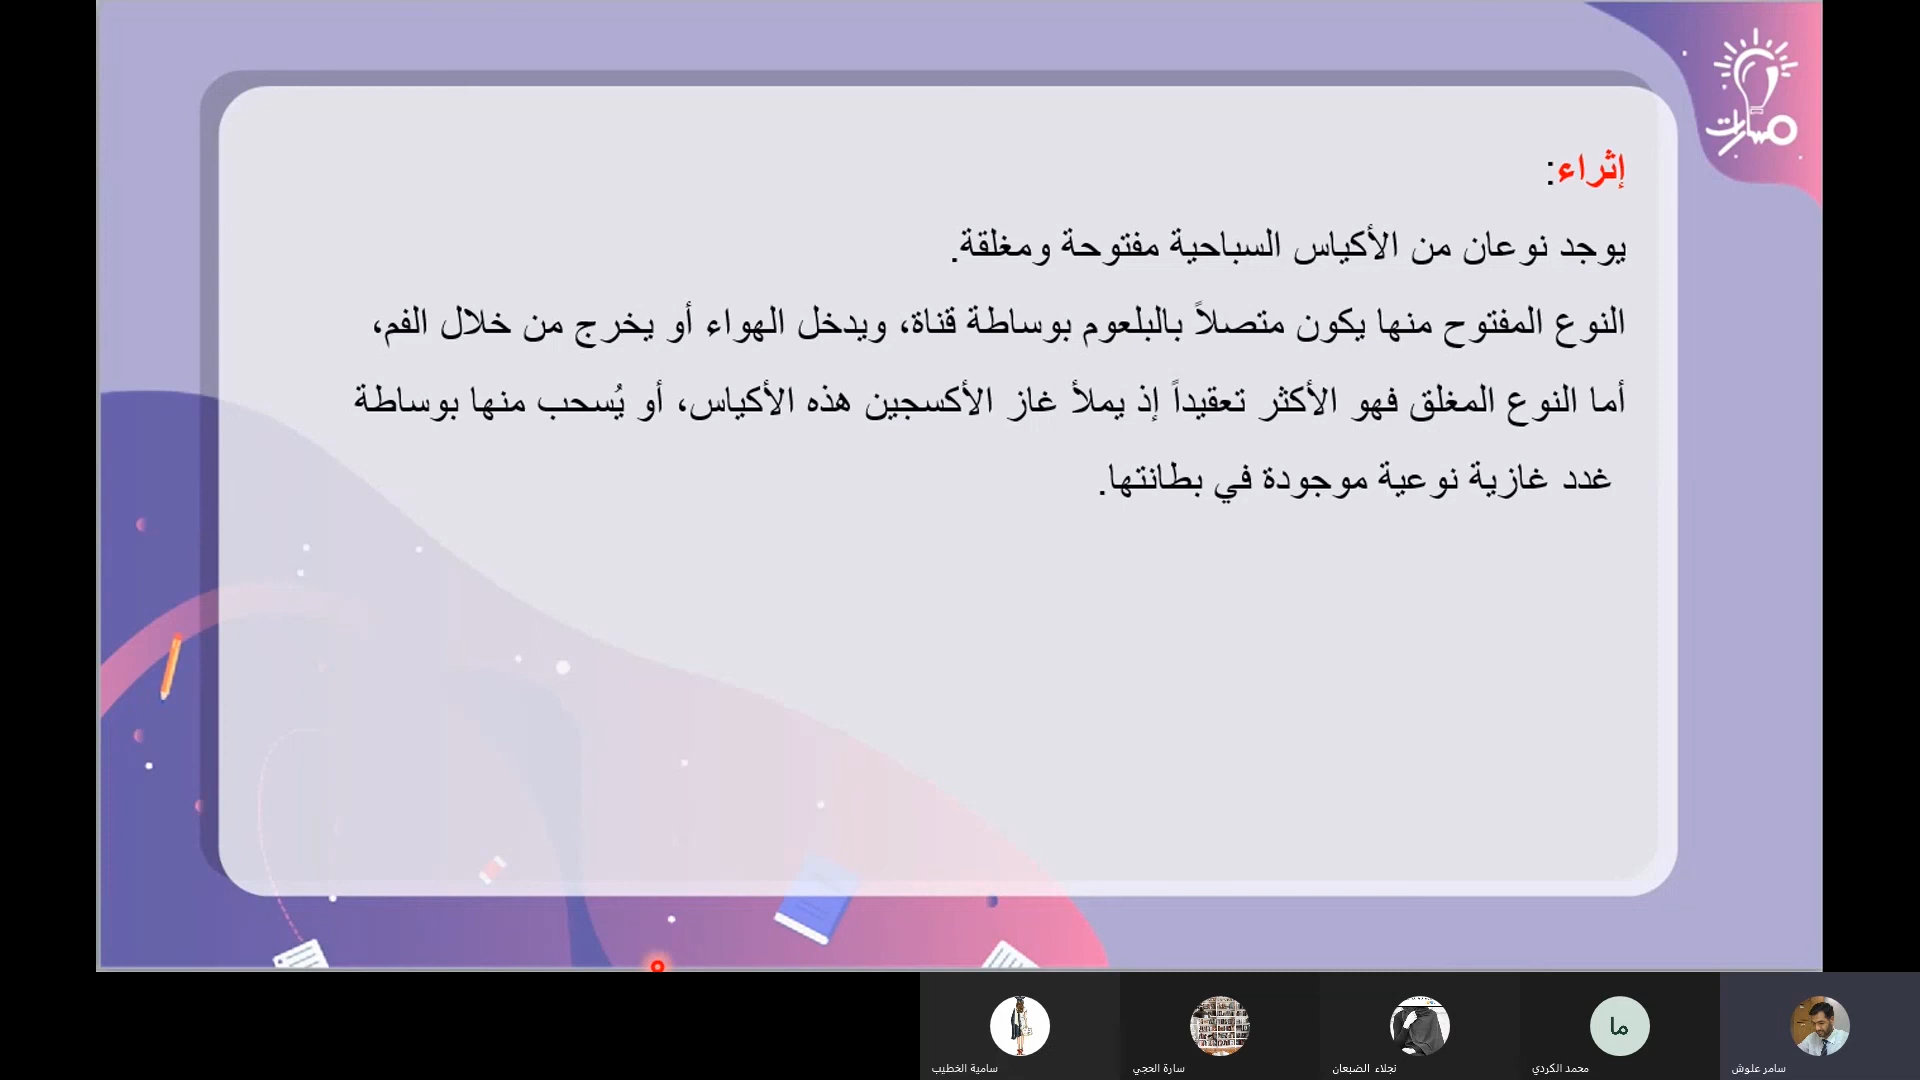 مسارات
إثراء:
يوجد نوعان من الأكياس السباحية مفتوحة ومغلقة.
النوع المفتوح منها يكون متصلاً بالبلعوم بوساطة قناة، ويدخل الهواء أو يخرج من خلال الفم،
أما النوع المغلق فهو الأكثر تعقيداً إذ يملأ غاز الأكسجين هذه الأكياس، أو يُسحب منها بوساطة
غدد غازية نوعية موجودة في بطانتها.
ما
سامر علوش
محمد الكردي
نجلاء الضبعان
سارة الحجي
سامية الخطيب